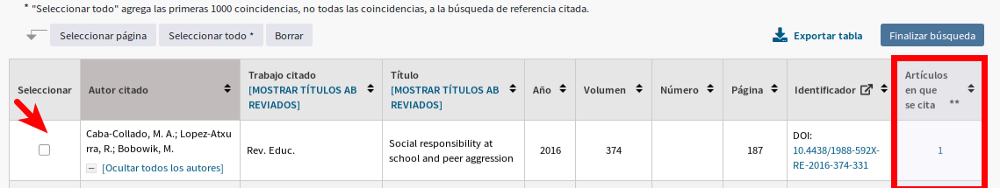 * "Seleccionar todo" agrega las primeras 1000 coincidencias, no todas las coincidencias, a la búsqueda de referencia citada.
Seleccionar página Seleccionar todo * Borrar Exportar tabla Finalizar búsqueda
Seleccionar
Autor citado
Trabajo citado
[MOSTRAR TÍTULOS AB
REVIADOS]
Título
[MOSTRAR TÍTULOS AB
REVIADOS]
Año
Volumen
Número
Página
Identificador
Artículos
en que
se cita **
Caba-Collado, M. A.; Lopez-Atxu
rra, R.; Bobowik, M.
[Ocultar todos los autores]
Rev. Educ.
Social responsibility at
school and peer aggression
2016
374
187
DOI:
10.4438/1988-592X-
RE-2016-374-331
1